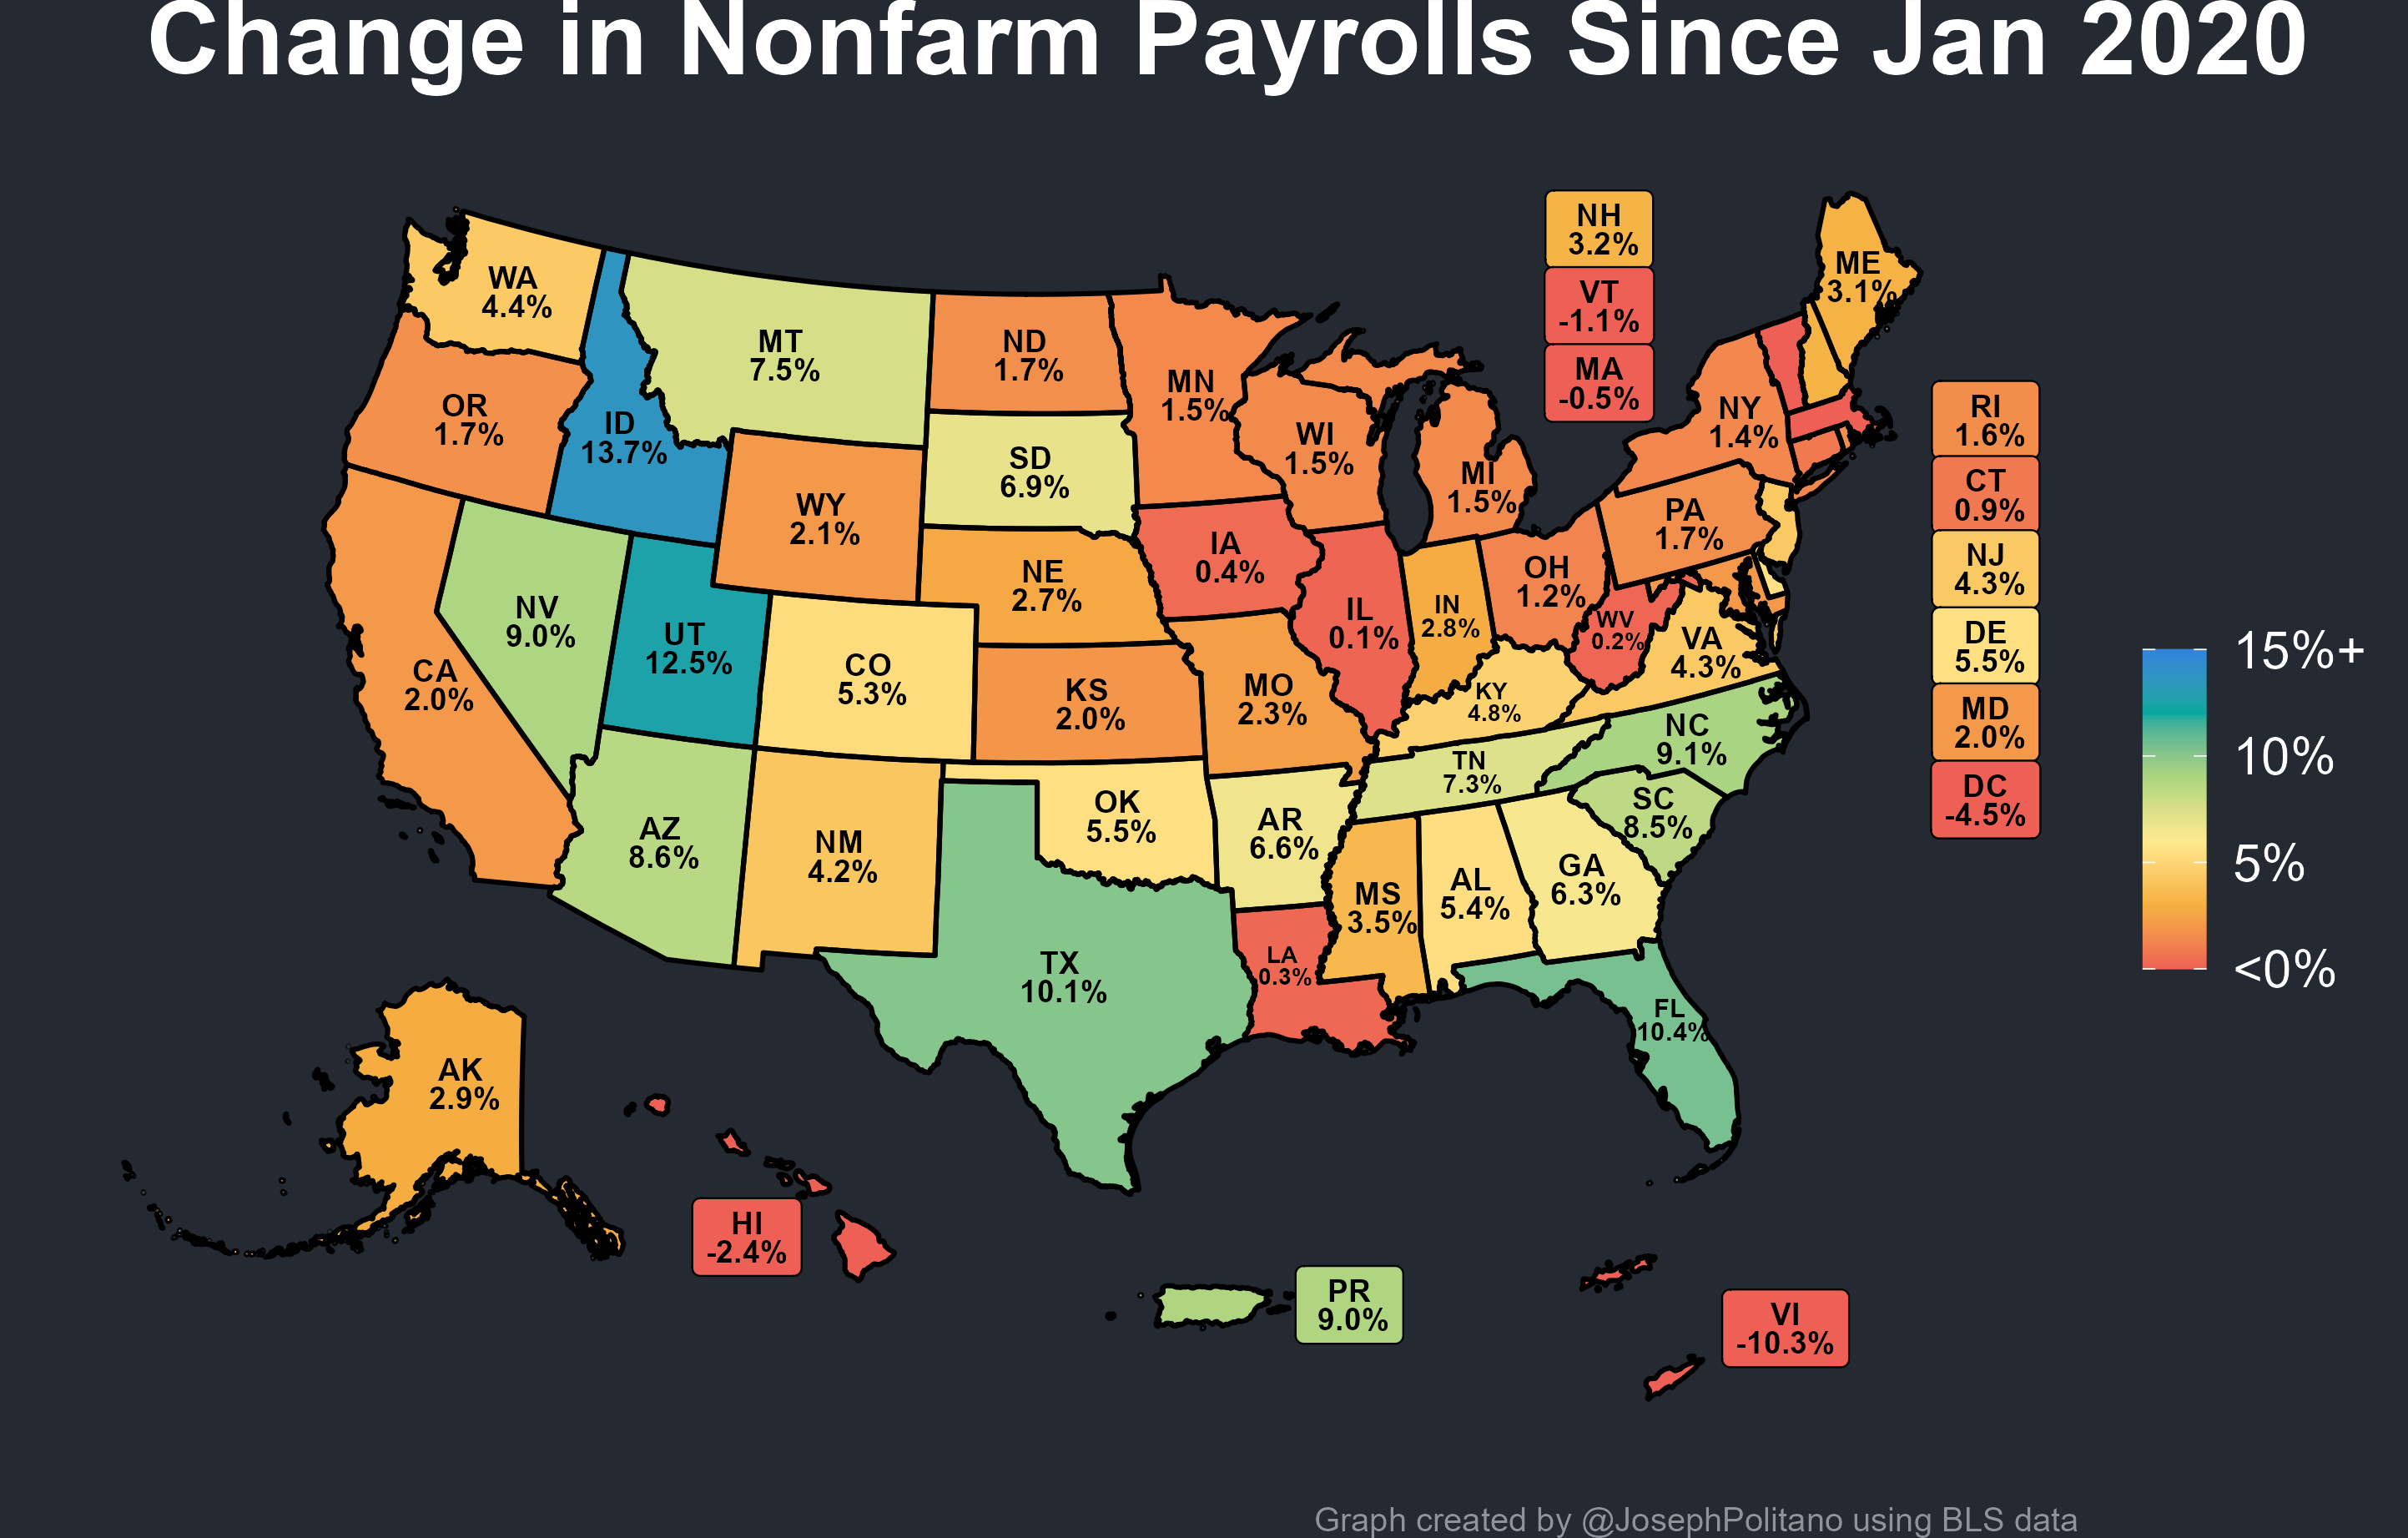 Change in Nonfarm Payrolls Since Jan 2020
NH
3.2%
VT
-1.1%
MA
-0.5%
ME
3.1%
WA
4.4%
MT
7.5%
ND
1.7%
MN
1.5%
OR
1.7%
ID
13.7%
WY
2.1%
SD
6.9%
WI
1.5%
MI
1.5%
NY
1.4%
PA
1.7%
RI
1.6%
CT
0.9%
NJ
4.3%
DE
5.5%
MD
2.0%
DC
-4.5%
CA
2.0%
NV
9.0%
UT
12.5%
CO
5.3%
NE
2.7%
IA
0.4%
IL
0.1%
IN
2.8%
OH
1.2%
WV
0.2%
VA
4.3%
KS
2.0%
MO
2.3%
KY
4.8%
NC
9.1%
TN
7.3%
SC
8.5%
AZ
8.6%
NM
4.2%
OK
5.5%
AR
6.6%
MS
3.5%
AL
5.4%
GA
6.3%
TX
10.1%
LA
0.3%
FL
10.4%
AK
2.9%
HI
-2.4%
PR
9.0%
VI
-10.3%
15%+
10%
5%
<0%
Graph created by @JosephPolitano using BLS data